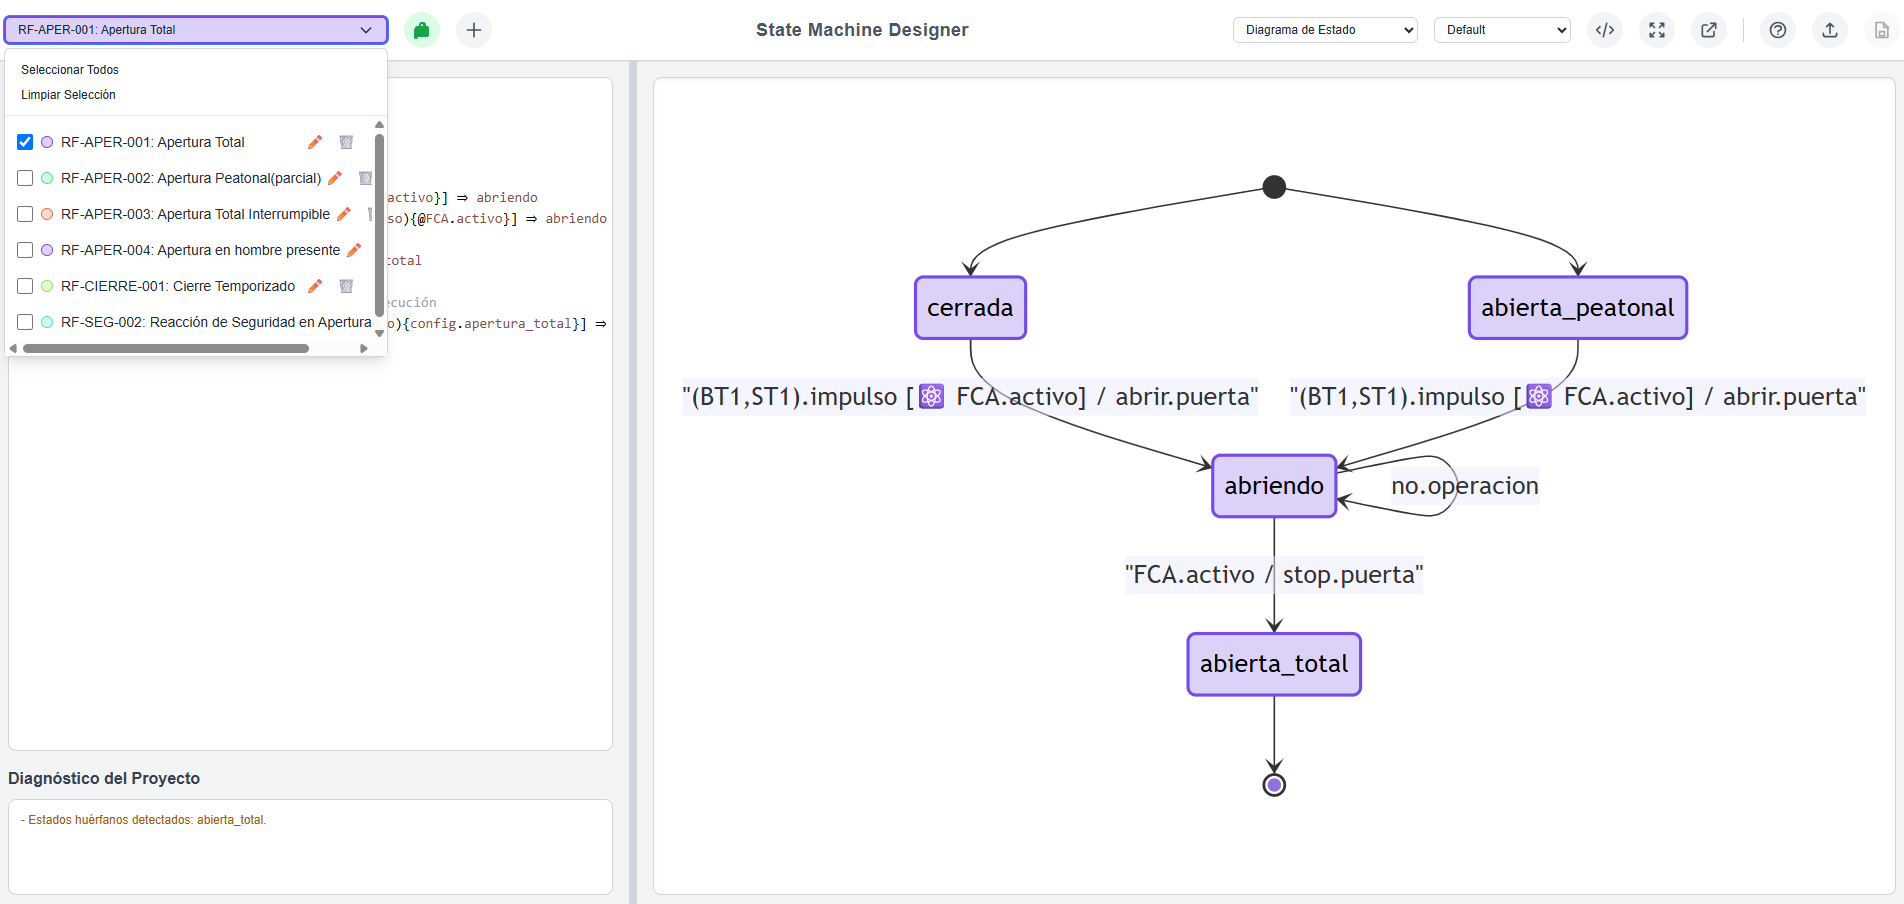 RF-APER-001: Apertura Total
State Machine Designer
Diagrama de Estado
Default
Seleccionar Todos
Limpiar Selección
RF-APER-001: Apertura Total
RF-APER-002: Apertura Peatonal(parcial)
RF-APER-003: Apertura Total Interrumpible
RF-APER-004: Apertura en hombre presente
RF-CIERRE-001: Cierre Temporizado
RF-SEG-002: Reacción de Seguridad en Apertura
activo}] ⇒ abriendo
so){@FCA.activo}] ⇒ abriendo
total
ecución
o){config.apertura_total}] ⇒
Diagnóstico del Proyecto
- Estados huérfanos detectados: abierta_total.
cerrada
abierta_peatonal
"(BT1,ST1).impulso [⚛ FCA.activo] / abrir.puerta"
"(BT1,ST1).impulso [⚛ FCA.activo] / abrir.puerta"
abriendo
no.operacion
"FCA.activo / stop.puerta"
abierta_total